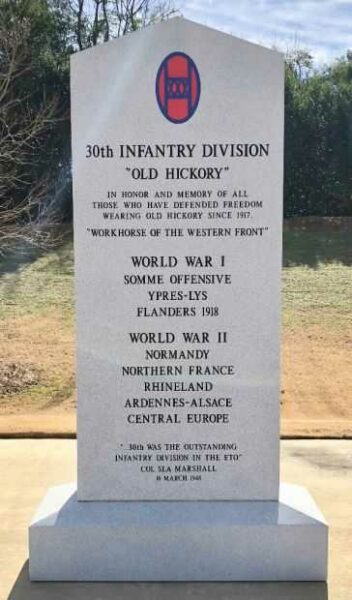 XXX
30th INFANTRY DIVISION
"OLD HICKORY"
IN HONOR AND MEMORY OF ALL
THOSE WHO HAVE DEFENDED FREEDOM
WEARING OLD HICKORY SINCE 1917.
"WORKHORSE OF THE WESTERN FRONT"
WORLD WAR I
SOMME OFFENSIVE
YPRES-LYS
FLANDERS 1918
WORLD WAR II
NORMANDY
NORTHERN FRANCE
RHINELAND
ARDENNES-ALSACE
CENTRAL EUROPE
" 30th WAS THE OUTSTANDING
INFANTRY DIVISION IN THE ETO"
COL SLA MARSHALL
MARCH